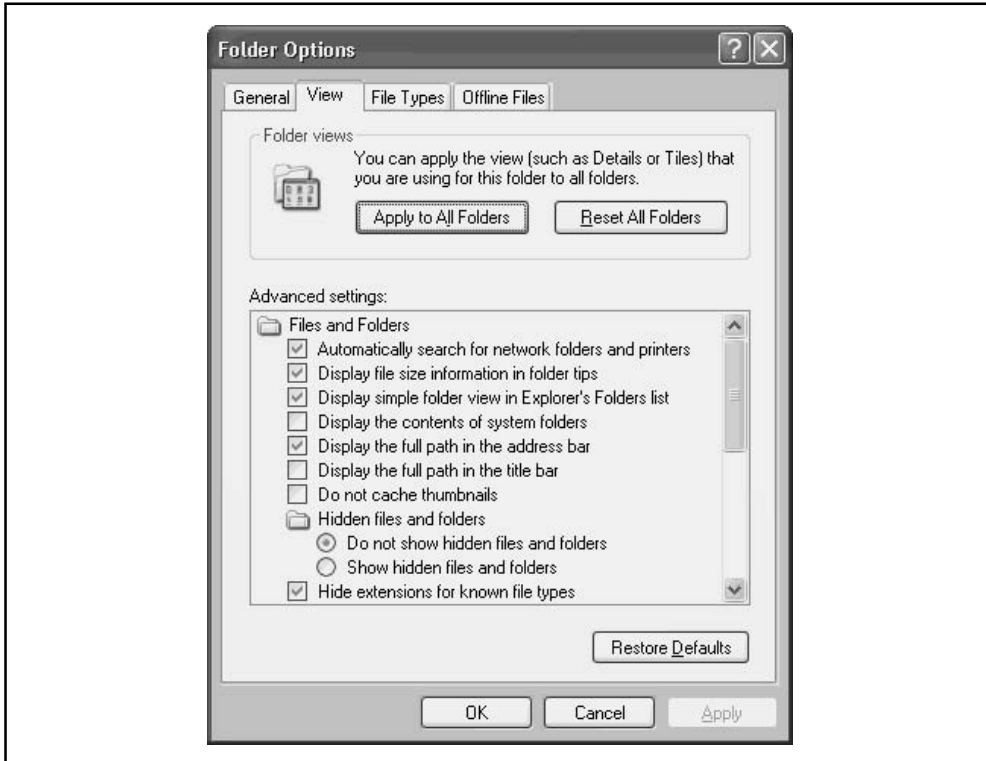 Folder Options
General View File Types Offline Files
Folder views
You can apply the view (such as Details or Tiles) that
you are using for this folder to all folders.
Apply to All Folders Reset All Folders
Advanced settings:
Files and Folders
Automatically search for network folders and printers
Display file size information in folder tips
Display simple folder view in Explorer's Folders list
Display the contents of system folders
Display the full path in the address bar
Display the full path in the title bar
Do not cache thumbnails
Hidden files and folders
Do not show hidden files and folders
Show hidden files and folders
Hide extensions for known file types
Restore Defaults
OK Cancel Apply